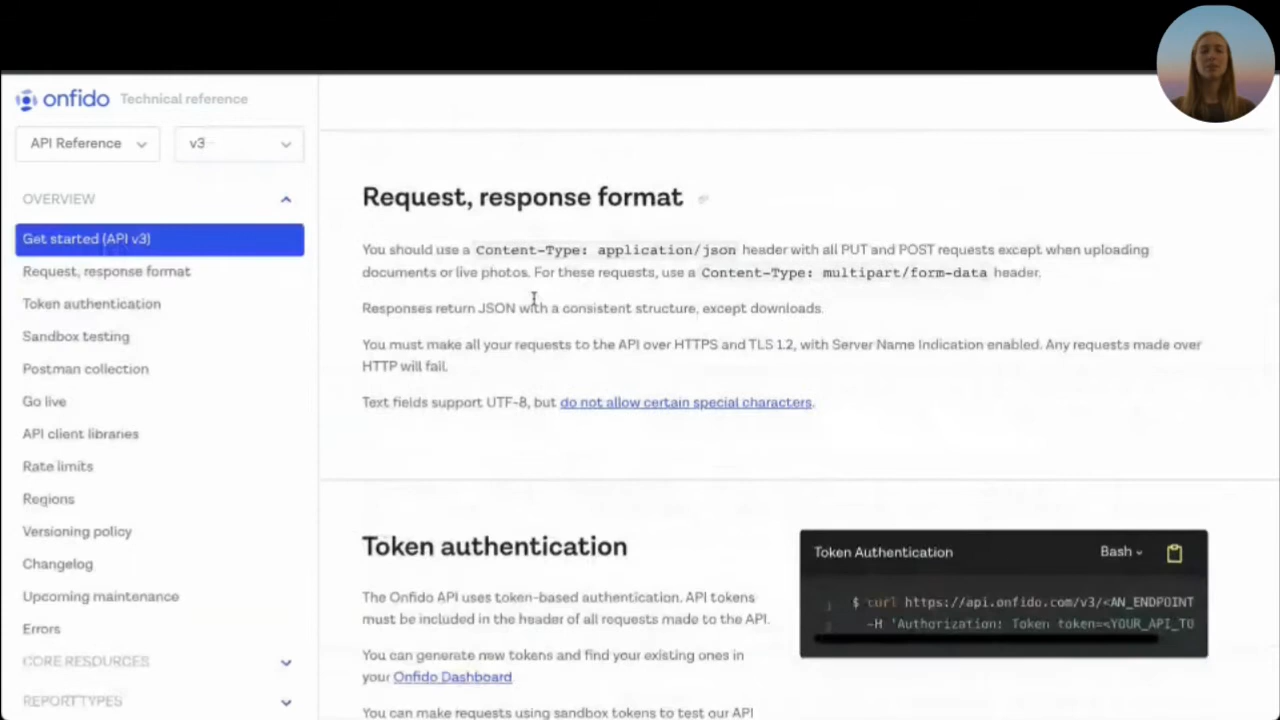 onfido Technical reference
API Reference
v3
OVERVIEW
Get started (API v3)
Request, response format
Token authentication
Sandbox testing
Postman collection
Go live
API client libraries
Rate limits
Regions
Versioning policy
Changelog
Upcoming maintenance
Errors
CORE RESOURCES
REPORT TYPES
Request, response format
You should use a Content-Type: application/json header with all PUT and POST requests except when uploading
documents or live photos. For these requests, use a Content-Type: multipart/form-data header.
Responses return JSON with a consistent structure, except downloads.
You must make all your requests to the API over HTTPS and TLS 1.2, with Server Name Indication enabled. Any requests made over
HTTP will fail.
Text fields support UTF-8, but do not allow certain special characters.
Token authentication
The Onfido API uses token-based authentication. API tokens
must be included in the header of all requests made to the API.
You can generate new tokens and find your existing ones in
your Onfido Dashboard
You can make requests using sandbox tokens to test our API
Token Authentication
Bash
1 $ curl https://api.onfido.com/v3/<AN_ENDPOINT
2 -H 'Authorization: Token token=<YOUR_API_TO